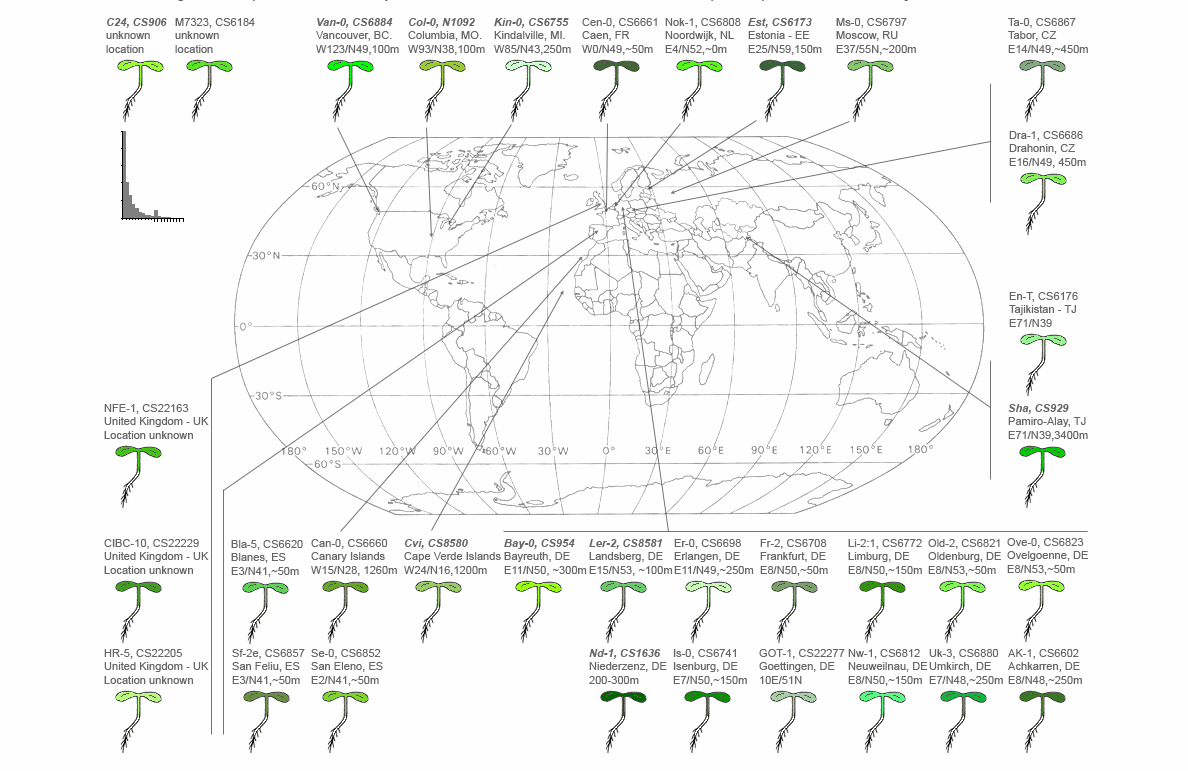 C24, CS906
unknown
location
M7323, CS6184
unknown
location
Van-0, CS6884
Vancouver, BC.
W123/N49,100m
Col-0, N1092
Columbia, MO.
W93/N38,100m
Kin-0, CS6755
Kindalville, MI.
W85/N43,250m
Cen-0, CS6661
Caen, FR
W0/N49,~50m
Nok-1, CS6808
Noordwijk, NL
E4/N52,~0m
Est, CS6173
Estonia - EE
E25/N59,150m
Ms-0, CS6797
Moscow, RU
E37/55N,~200m
Ta-0, CS6867
Tabor, CZ
E14/N49,~450m
Dra-1, CS6686
Drahonin, CZ
E16/N49, 450m
60°N
30°N
0°
30°S
60°S
180° 150°W 120°W 90°W 60°W 30°W 0° 30°E 60°E 90°E 120°E 150°E 180°
En-T, CS6176
Tajikistan - TJ
E71/N39
Sha, CS929
Pamiro-Alay, TJ
E71/N39,3400m
NFE-1, CS22163
United Kingdom - UK
Location unknown
CIBC-10, CS22229
United Kingdom - UK
Location unknown
Bla-5, CS6620
Blanes, ES
E3/N41,~50m
Can-0, CS6660
Canary Islands
W15/N28, 1260m
Cvi, CS8580
Cape Verde Islands
W24/N16,1200m
Bay-0, CS954
Bayreuth, DE
E11/N50, ~300m
Ler-2, CS8581
Landsberg, DE
E15/N53, ~100m
Er-0, CS6698
Erlangen, DE
E11/N49,~250m
Fr-2, CS6708
Frankfurt, DE
E8/N50,~50m
Li-2:1, CS6772
Limburg, DE
E8/N50,~150m
Old-2, CS6821
Oldenburg, DE
E8/N53,~50m
Ove-0, CS6823
Ovelgoenne, DE
E8/N53,~50m
HR-5, CS22205
United Kingdom - UK
Location unknown
Sf-2e, CS6857
San Feliu, ES
E3/N41,~50m
Se-0, CS6852
San Eleno, ES
E2/N41,~50m
Nd-1, CS1636
Niederzenz, DE
200-300m
Is-0, CS6741
Isenburg, DE
E7/N50,~150m
GOT-1, CS22277
Goettingen, DE
10E/51N
Nw-1, CS6812
Neuweilnau, DE
E8/N50,~150m
Uk-3, CS6880
Umkirch, DE
E7/N48,~250m
AK-1, CS6602
Achkarren, DE
E8/N48,~250m